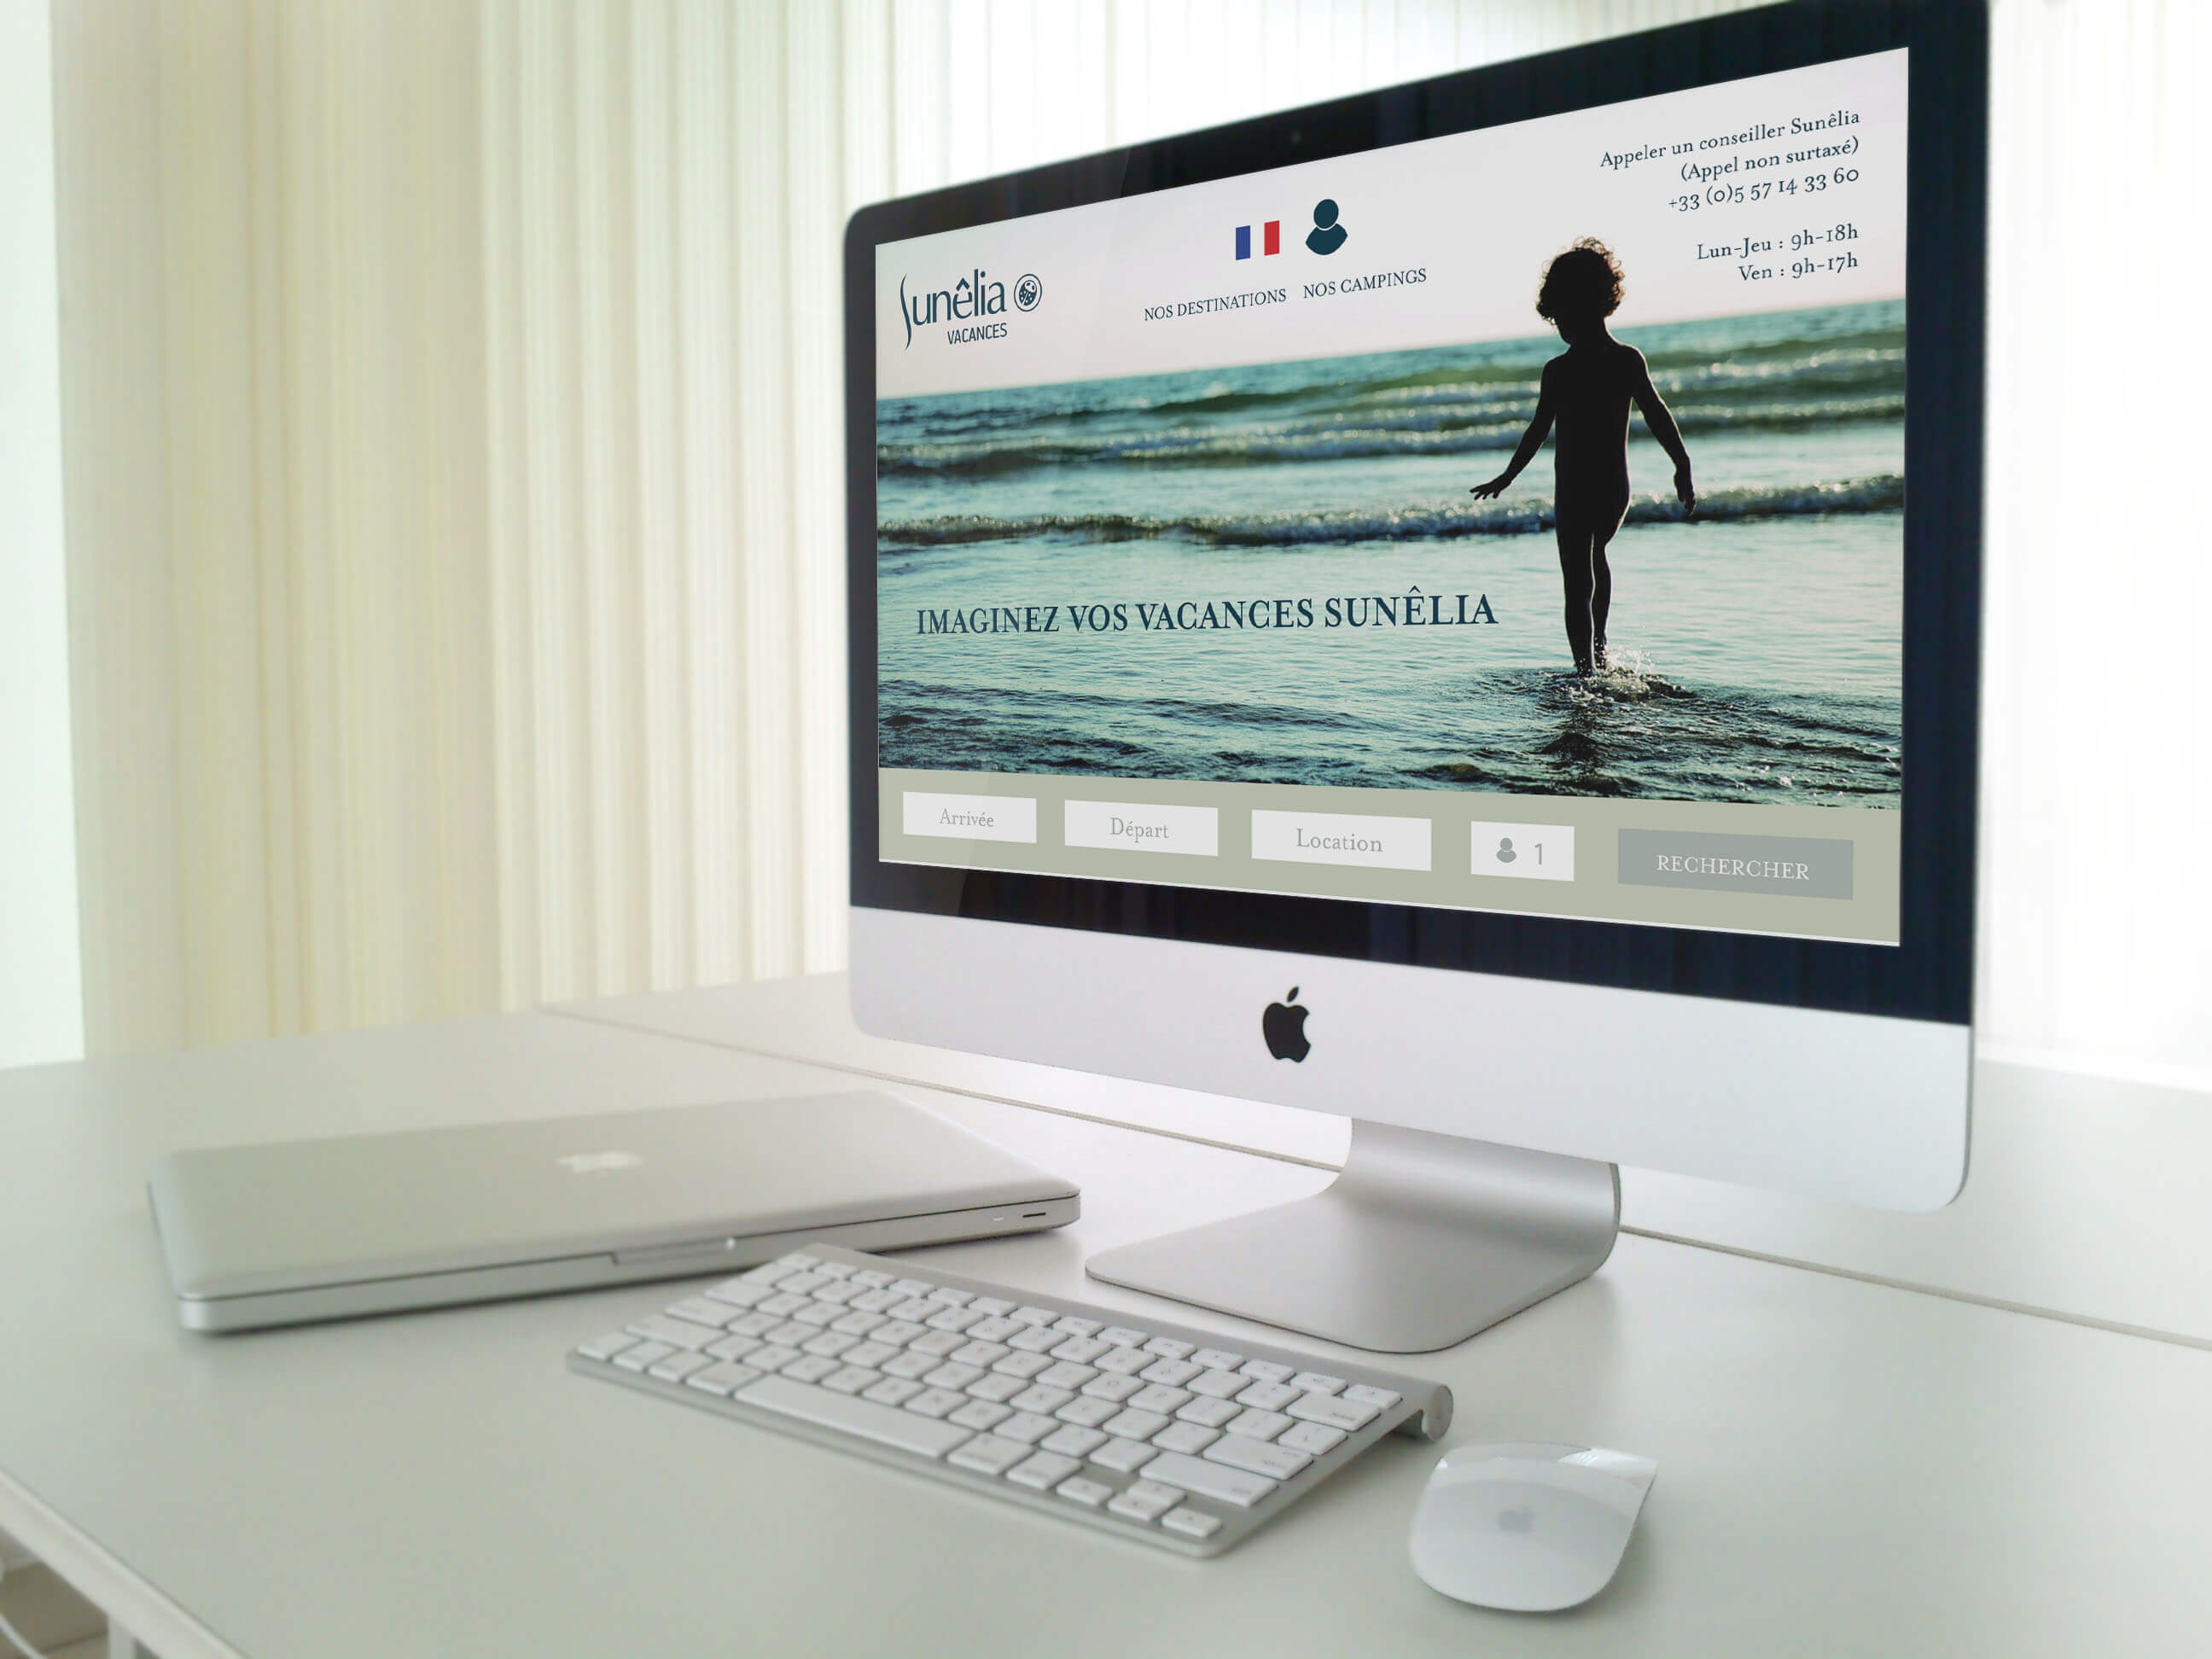 Sunêlia
VACANCES
NOS DESTINATIONS
NOS CAMPINGS
Appeler un conseiller Sunêlia
(Appel non surtaxé)
+33 (0)5 57 14 33 60
Lun-Jeu : 9h-18h
Ven : 9h-17h
IMAGINEZ VOS VACANCES SUNÊLIA
Arrivée
Départ
Location
1
RECHERCHER